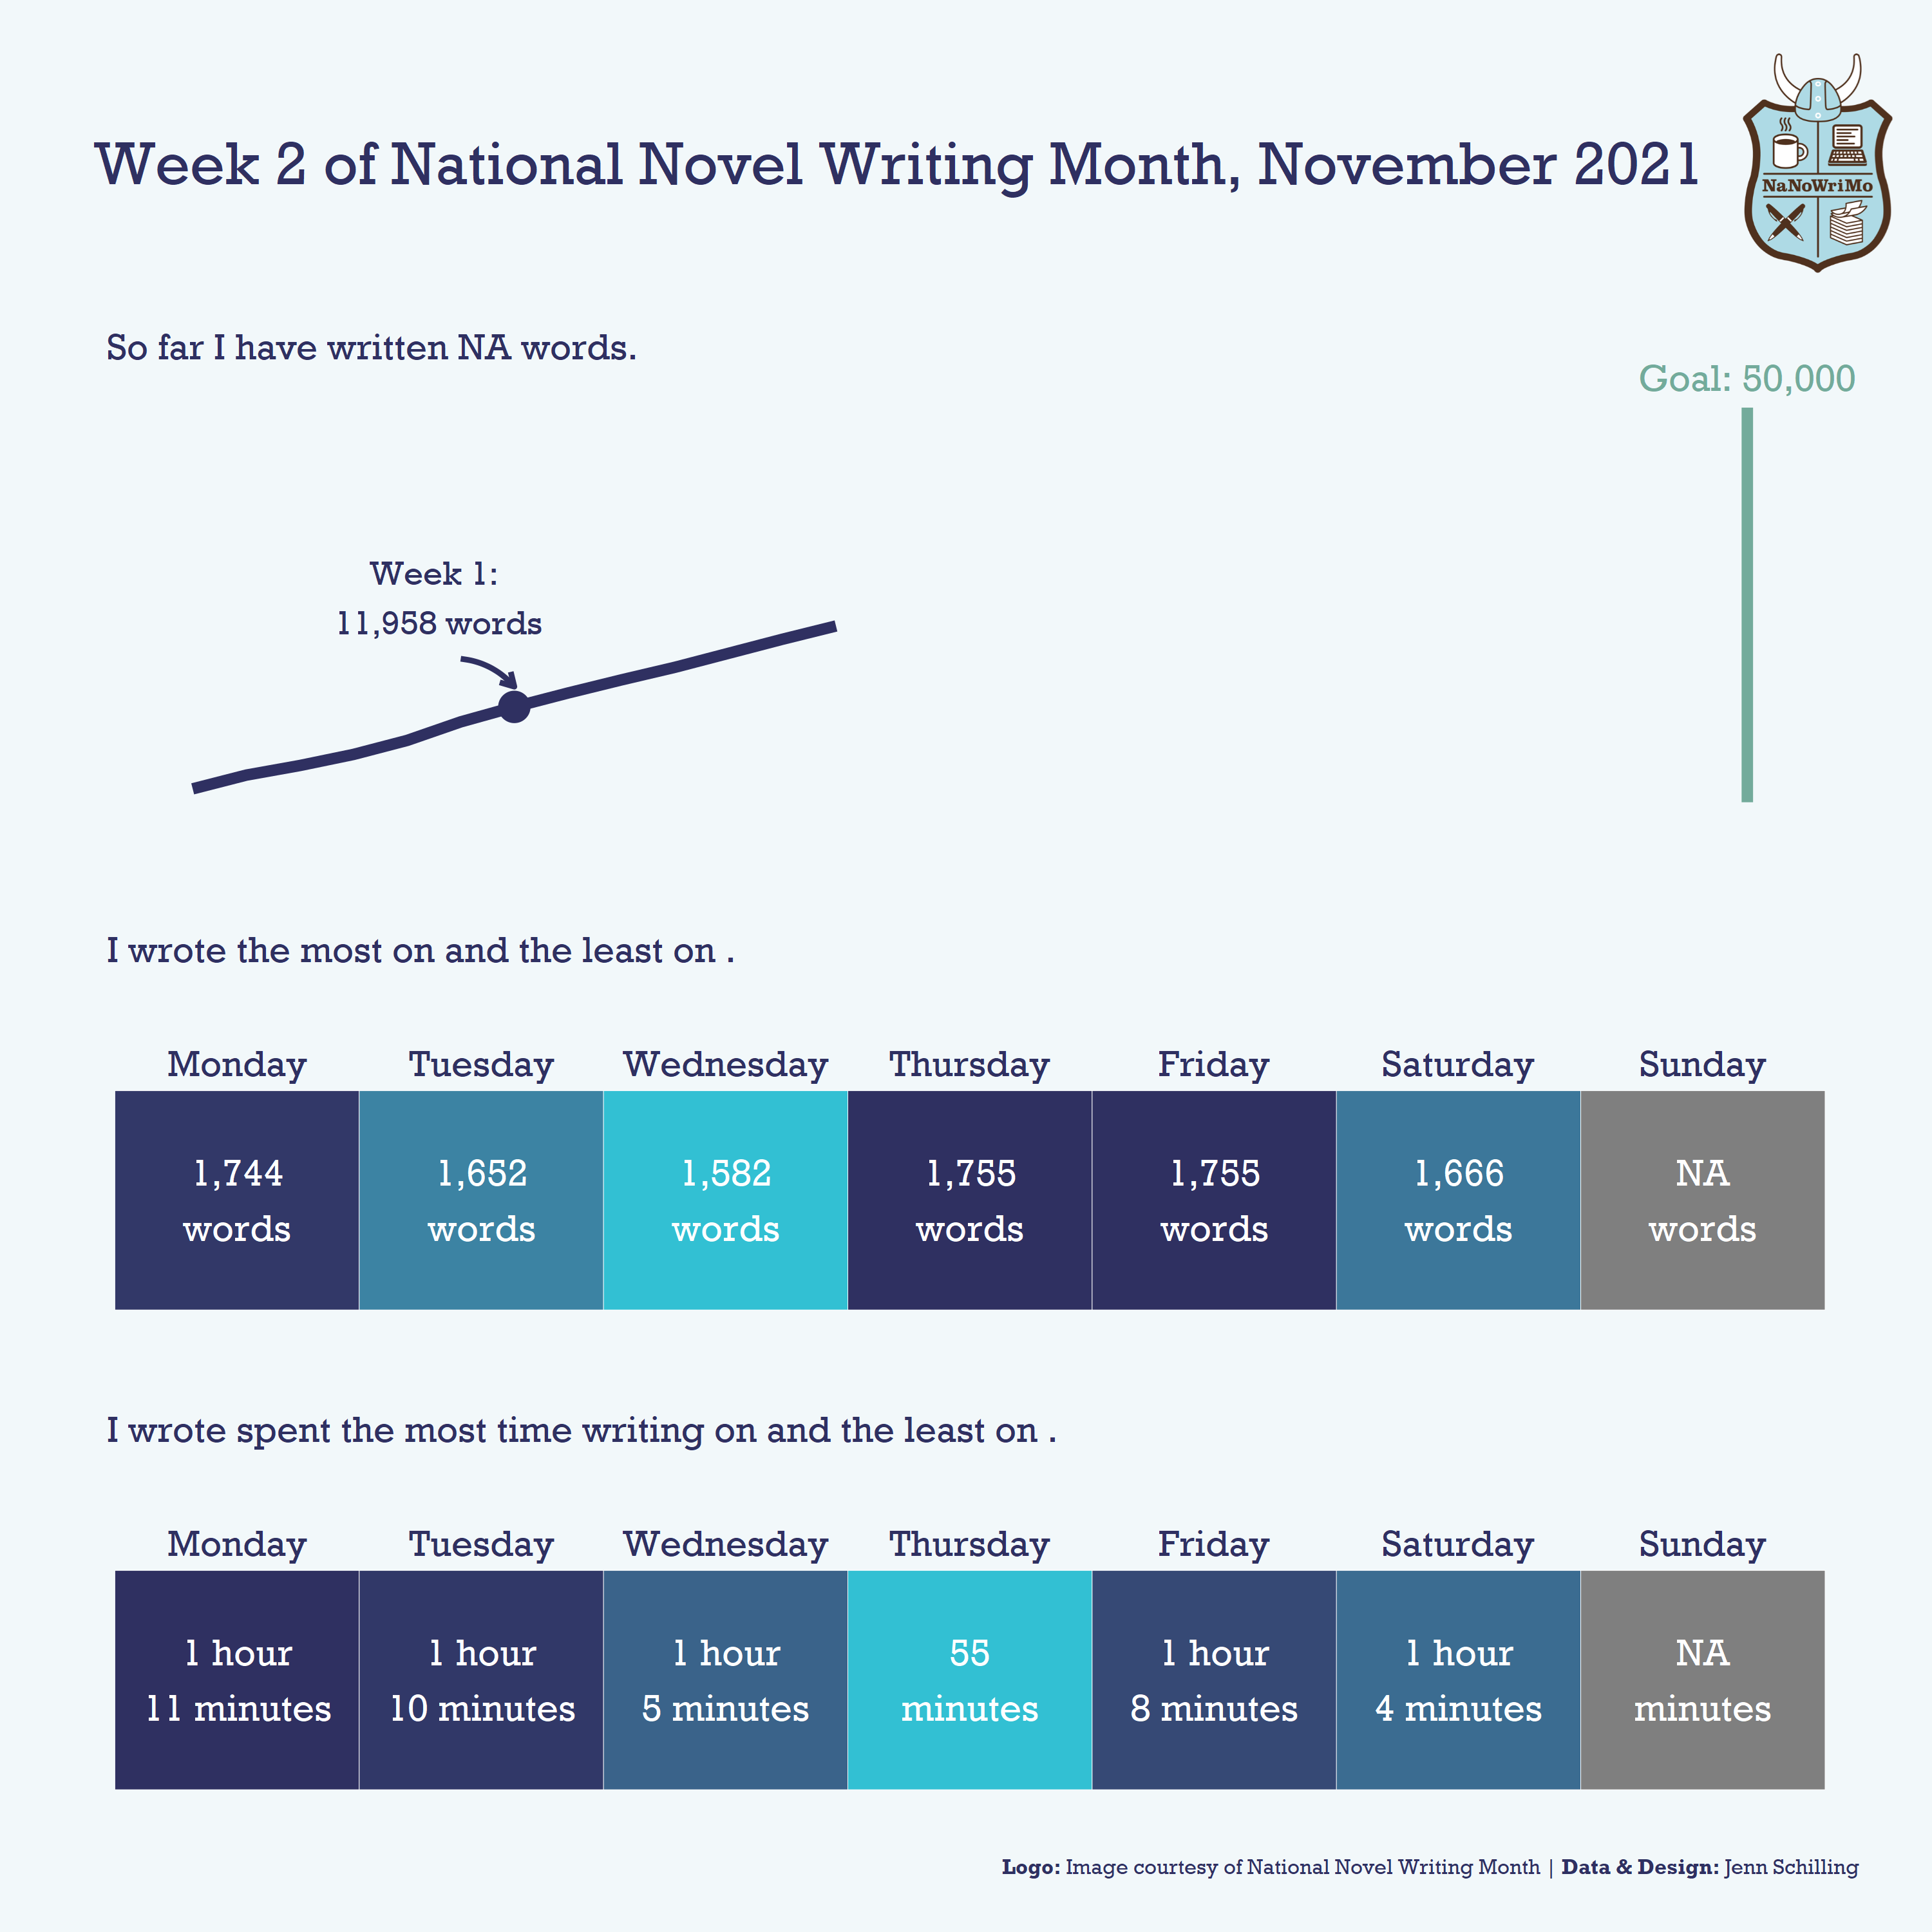 Week 2 of National Novel Writing Month, November 2021
NaNoWriMo
So far I have written NA words.
Goal: 50,000
Week 1:
11,958 words
I wrote the most on and the least on .
Monday Tuesday Wednesday Thursday Friday Saturday Sunday
1,744 1,652 1,582 1,755 1,755 1,666 NA
words words words words words words words
I wrote spent the most time writing on and the least on .
Monday Tuesday Wednesday Thursday Friday Saturday Sunday
1 hour 1 hour 1 hour 55 1 hour 1 hour NA
11 minutes 10 minutes 5 minutes minutes 8 minutes 4 minutes minutes
Logo: Image courtesy of National Novel Writing Month | Data & Design: Jenn Schilling